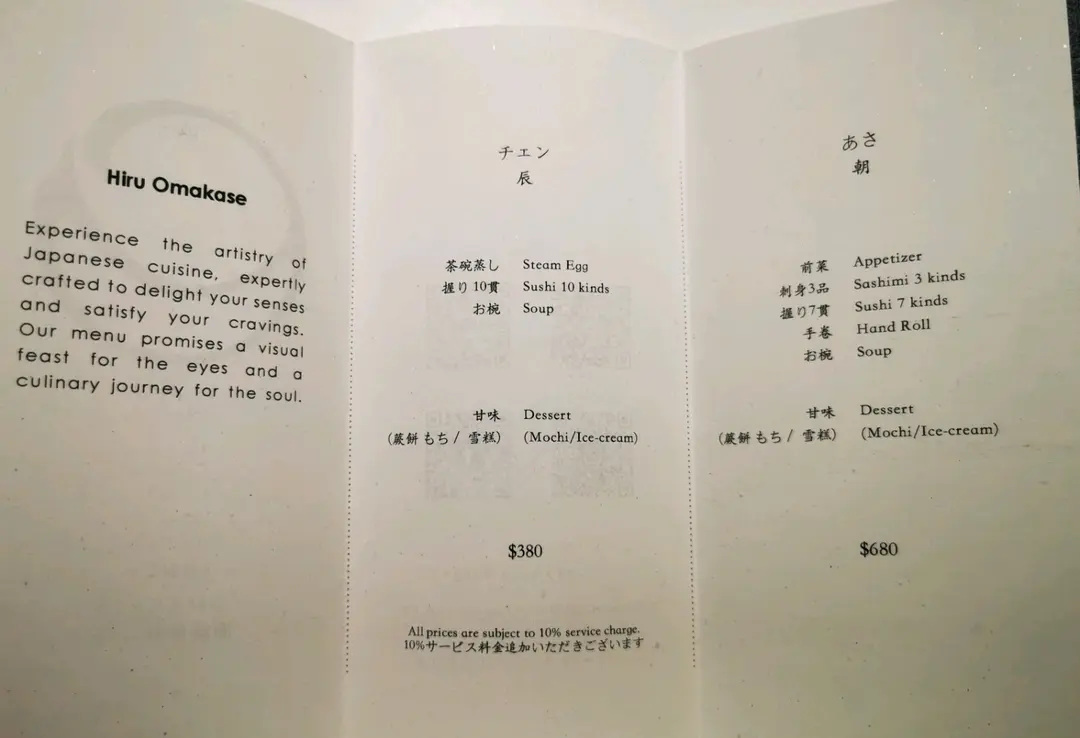 Hiru Omakase
Experience the artistry of
Japanese cuisine, expertly
crafted to delight your senses
and satisfy your cravings.
Our menu promises a visual
feast for the eyes and a
culinary journey for the soul.
チェン
辰
茶碗蒸し Steam Egg
握り10貫 Sushi 10 kinds
お椀 Soup
甘味 Dessert
(蕨餅もち / 雪糕) (Mochi/Ice-cream)
$380
All prices are subject to 10% service charge.
10%サービス料金追加いただきございます
あさ
朝
前菜 Appetizer
刺身3品 Sashimi 3 kinds
握り7貫 Sushi 7 kinds
手巻 Hand Roll
お椀 Soup
甘味 Dessert
(蕨餅もち / 雪糕) (Mochi/Ice-cream)
$680